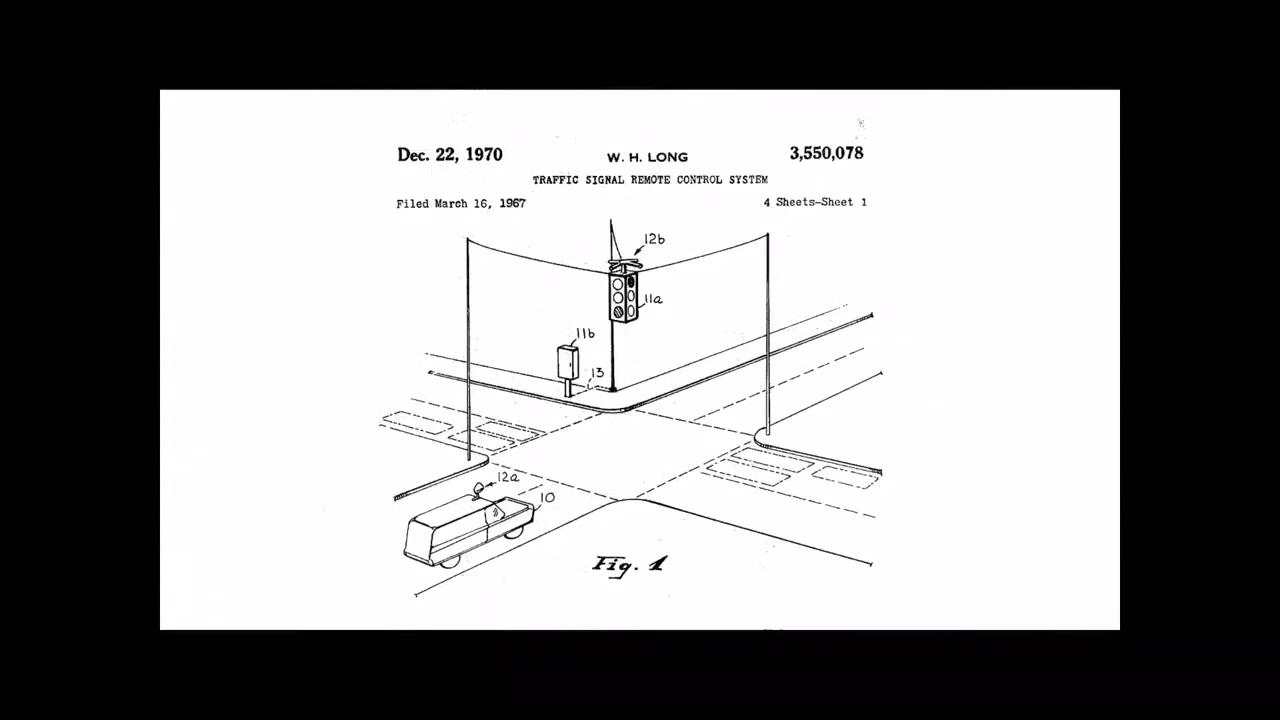 Dec. 22, 1970 W. H. LONG 3,550,078
TRAFFIC SIGNAL REMOTE CONTROL SYSTEM
Filed March 16, 1967 4 Sheets-Sheet 1
12b
11a
11b
13
12a
10
Fig. 1